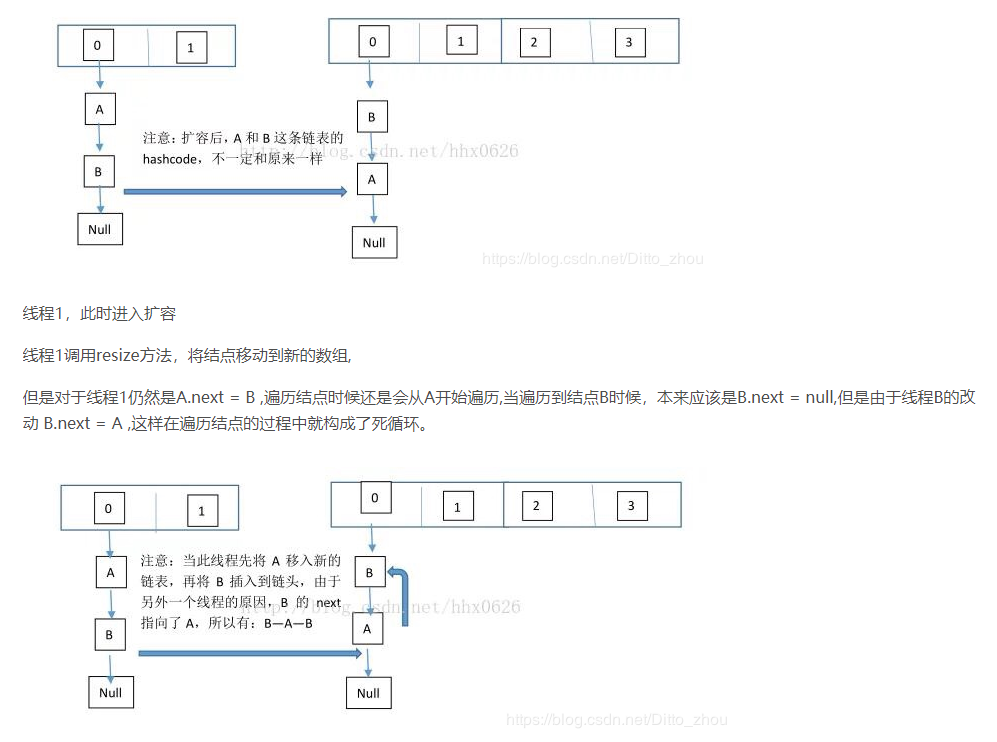 0 1 0 1 2 3
A
B
注意：扩容后，A 和 B 这条链表的
http://blog.csdn.net/hhx0626
hashcode，不一定和原来一样
B
A
Null
Null
https://blog.csdn.net/Ditto_zhou
线程1，此时进入扩容
线程1调用resize方法，将结点移动到新的数组,
但是对于线程1仍然是A.next = B ,遍历结点时候还是会从A开始遍历,当遍历到结点B时候，本来应该是B.next = null,但是由于线程B的改
动 B.next = A ,这样在遍历结点的过程中就构成了死循环。
0 1 0 1 2 3
A
B
注意：当此线程先将 A 移入新的
链表，再将 B 插入到链头，由于
另外一个线程的原因，B 的 next
http://blog.csdn.net/hhx0626
指向了 A，所以有：B—A—B
B
A
Null
Null
https://blog.csdn.net/Ditto_zhou